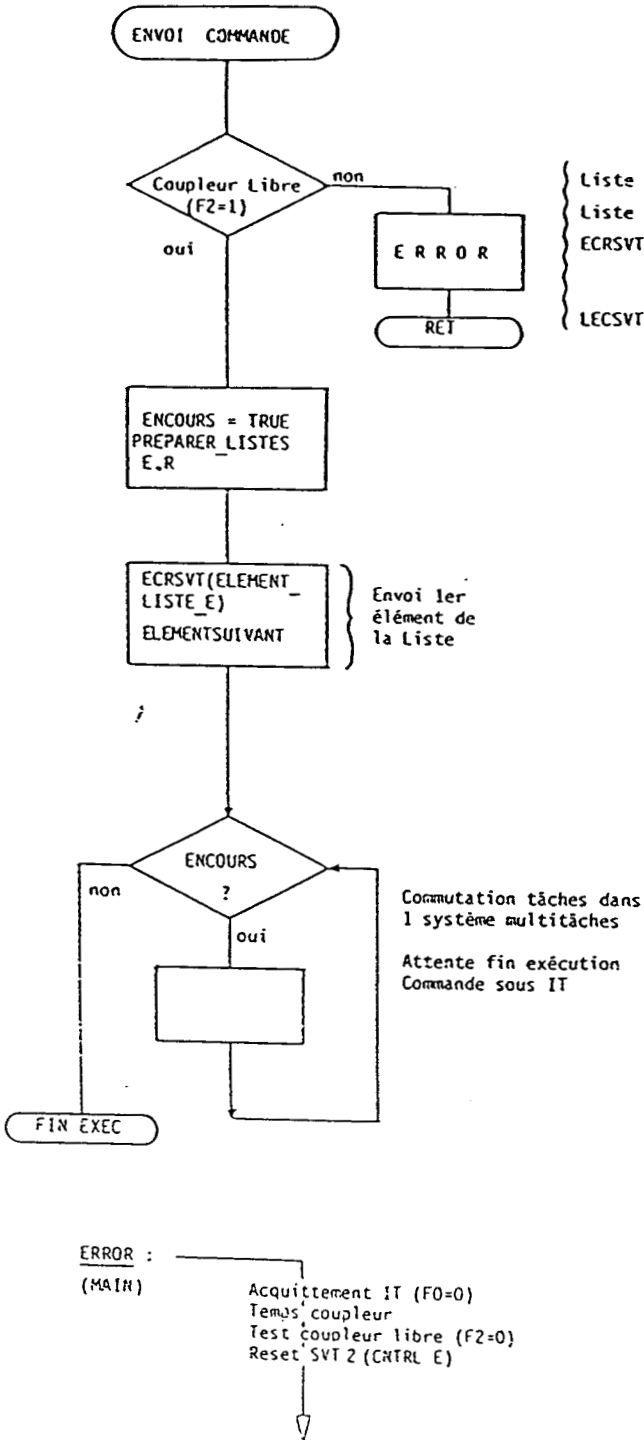 ENVOI COMMANDE
Coupleur Libre
(F2=1)
non
oui
E R R O R
RET
Liste
Liste
ECRSVT
LECSVT
ENCOURS = TRUE
PREPARER_LISTES
E.R
ECRSVT(ELEMENT_
LISTE_E)
ELEMENTSUIVANT
Envoi 1er
élément de
la Liste
ENCOURS
?
non
oui
Commutation tâches dans
1 système multitâches
Attente fin exécution
Commande sous IT
FIN EXEC
ERROR :
(MAIN)
Acquittement IT (F0=0)
Temps coupleur
Test coupleur libre (F2=0)
Reset SVT 2 (CNTRL E)